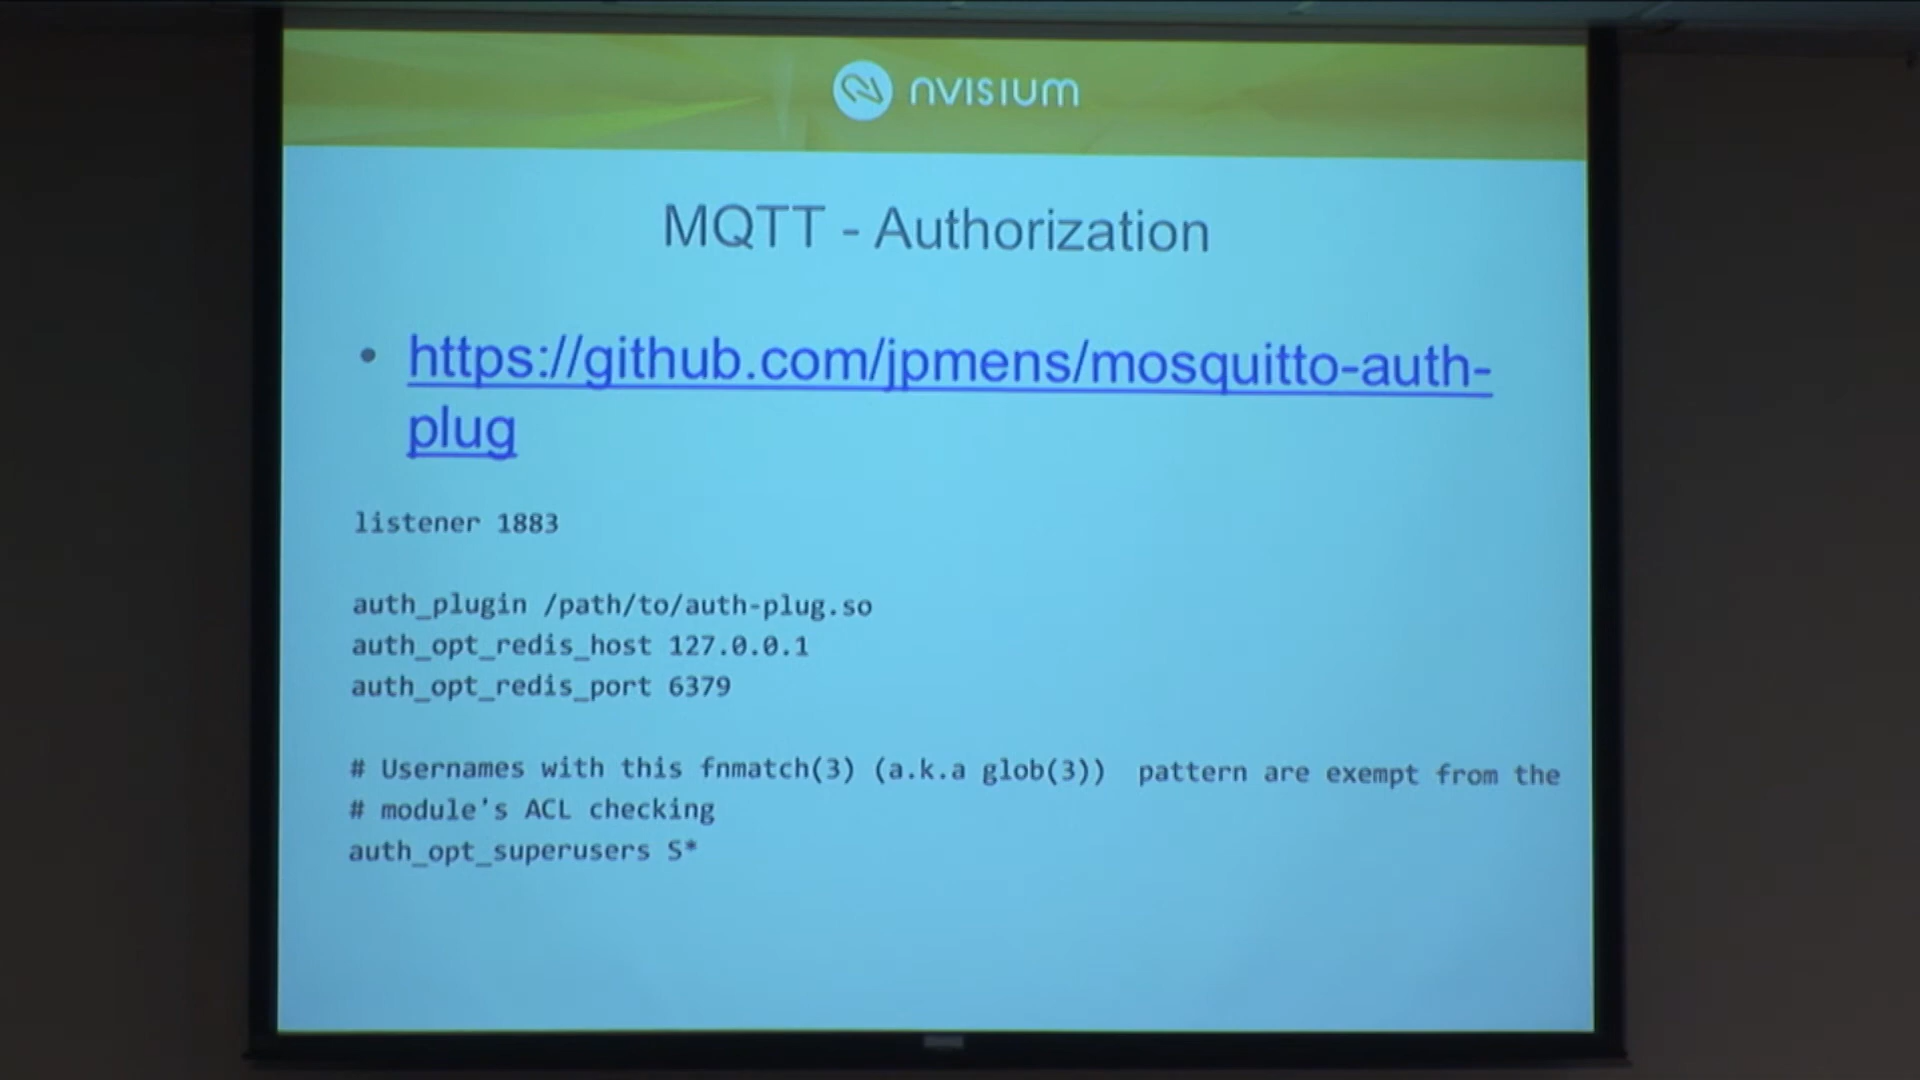 nVISIUM
MQTT - Authorization
• https://github.com/jpmens/mosquitto-auth-
plug
listener 1883
auth_plugin /path/to/auth-plug.so
auth_opt_redis_host 127.0.0.1
auth_opt_redis_port 6379
# Usernames with this fnmatch(3) (a.k.a glob(3))  pattern are exempt from the
# module's ACL checking
auth_opt_superusers S*